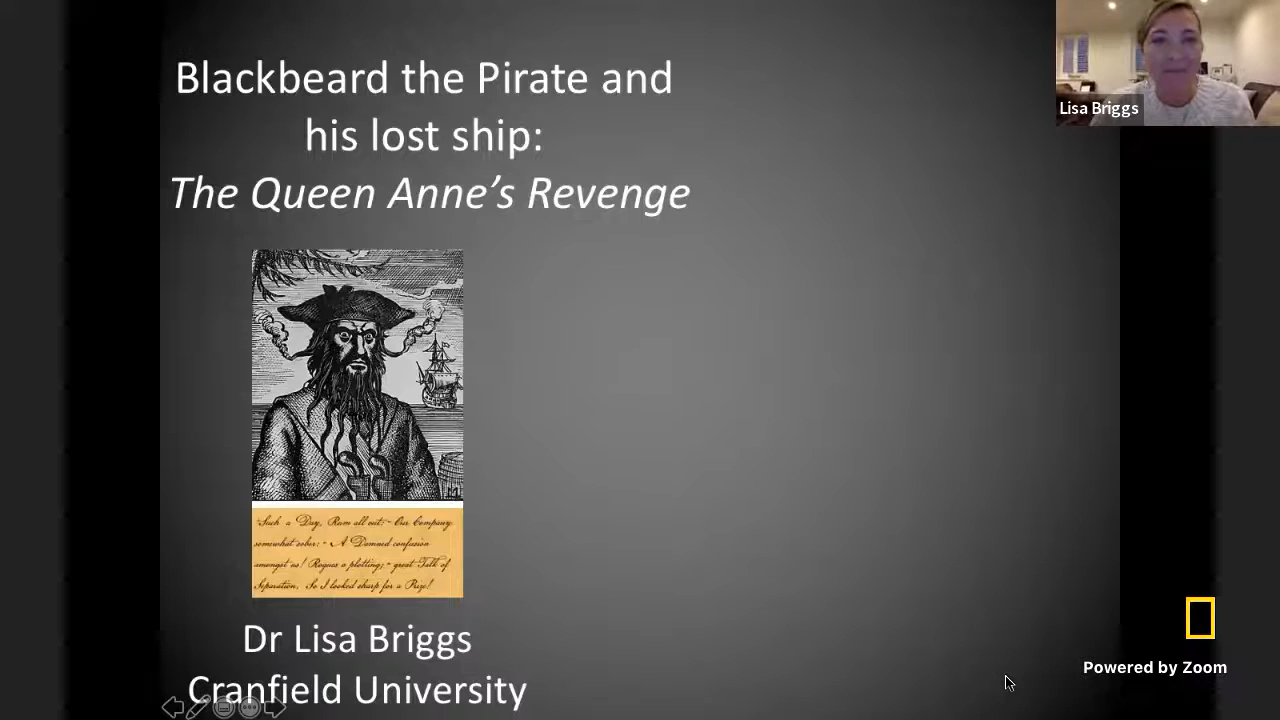 Blackbeard the Pirate and
his lost ship:
The Queen Anne's Revenge
Lisa Briggs
"Such a Day, Rum all out: - Our Company
somewhat sober: - A Damned confusion
amongst us! Rogues a plotting; - great Talk of
Separation. So I looked sharp for a Prize!
Dr Lisa Briggs
Cranfield University
Powered by Zoom